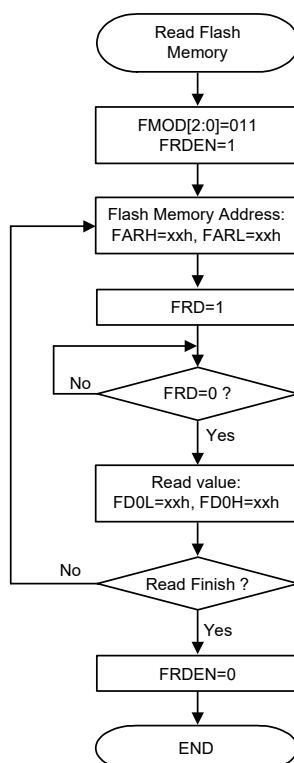 Read Flash
Memory
FMOD[2:0]=011
FRDEN=1
Flash Memory Address:
FARH=xxh, FARL=xxh
FRD=1
No
FRD=0 ?
Yes
Read value:
FD0L=xxh, FD0H=xxh
No
Read Finish ?
Yes
FRDEN=0
END